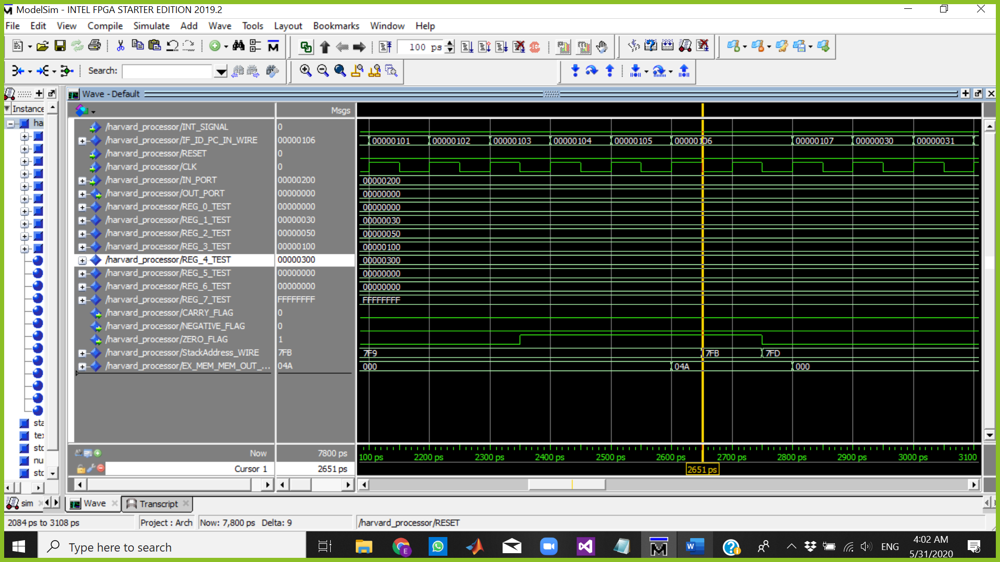 ModelSim - INTEL FPGA STARTER EDITION 2019.2
File Edit View Compile Simulate Add Wave Tools Layout Bookmarks Window Help
100 ps
Search:
Wave - Default
Instance
Msgs
ha
/harvard_processor/INT_SIGNAL 0
/harvard_processor/IF_ID_PC_IN_WIRE 00000106 00000101 00000102 00000103 00000104 00000105 00000106 00000107 00000030 00000031
/harvard_processor/RESET 0
/harvard_processor/CLK 0
/harvard_processor/IN_PORT 00000200 00000200
/harvard_processor/OUT_PORT 00000000 00000000
/harvard_processor/REG_0_TEST 00000000 00000000
/harvard_processor/REG_1_TEST 00000030 00000030
/harvard_processor/REG_2_TEST 00000050 00000050
/harvard_processor/REG_3_TEST 00000100 00000100
/harvard_processor/REG_4_TEST 00000300 00000300
/harvard_processor/REG_5_TEST 00000000 00000000
/harvard_processor/REG_6_TEST 00000000 00000000
/harvard_processor/REG_7_TEST FFFFFFFF FFFFFFFF
/harvard_processor/CARRY_FLAG 0
/harvard_processor/NEGATIVE_FLAG 0
/harvard_processor/ZERO_FLAG 1
/harvard_processor/StackAddress_WIRE 7FB 7F9 7FB 7FD
/harvard_processor/EX_MEM_MEM_OUT_... 04A 000 04A 000
sta
te
std
nu
std
Now 7800 ps 100 ps 2200 ps 2300 ps 2400 ps 2500 ps 2600 ps 2700 ps 2800 ps 2900 ps 3000 ps 3100
Cursor 1 2651 ps 2651 ps
sim Wave Transcript
2084 ps to 3108 ps Project : Arch Now: 7,800 ps Delta: 9 /harvard_processor/RESET
Type here to search
E
W
ENG
4:02 AM
5/31/2020